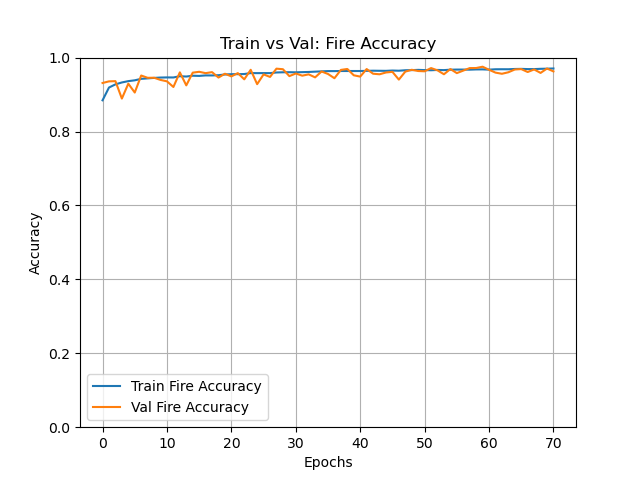 Train vs Val: Fire Accuracy
1.0
0.8
0.6
0.4
0.2
0.0
Accuracy
Train Fire Accuracy
Val Fire Accuracy
0 10 20 30 40 50 60 70
Epochs